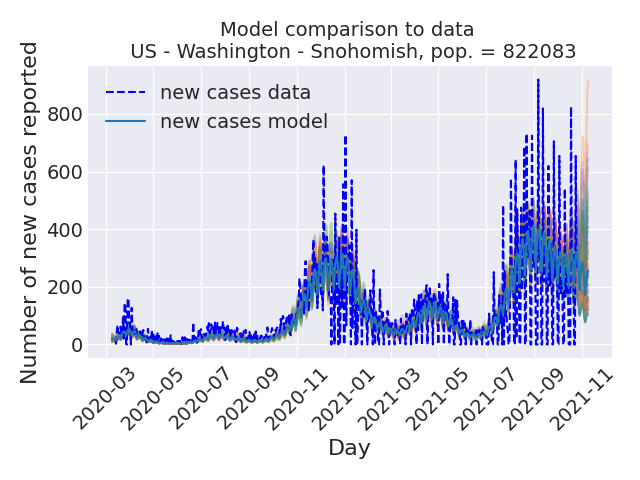 Model comparison to data
US - Washington - Snohomish, pop. = 822083
Number of new cases reported
800
600
400
200
0
new cases data
new cases model
2020-03
2020-05
2020-07
2020-09
2020-11
2021-01
2021-03
2021-05
2021-07
2021-09
2021-11
Day